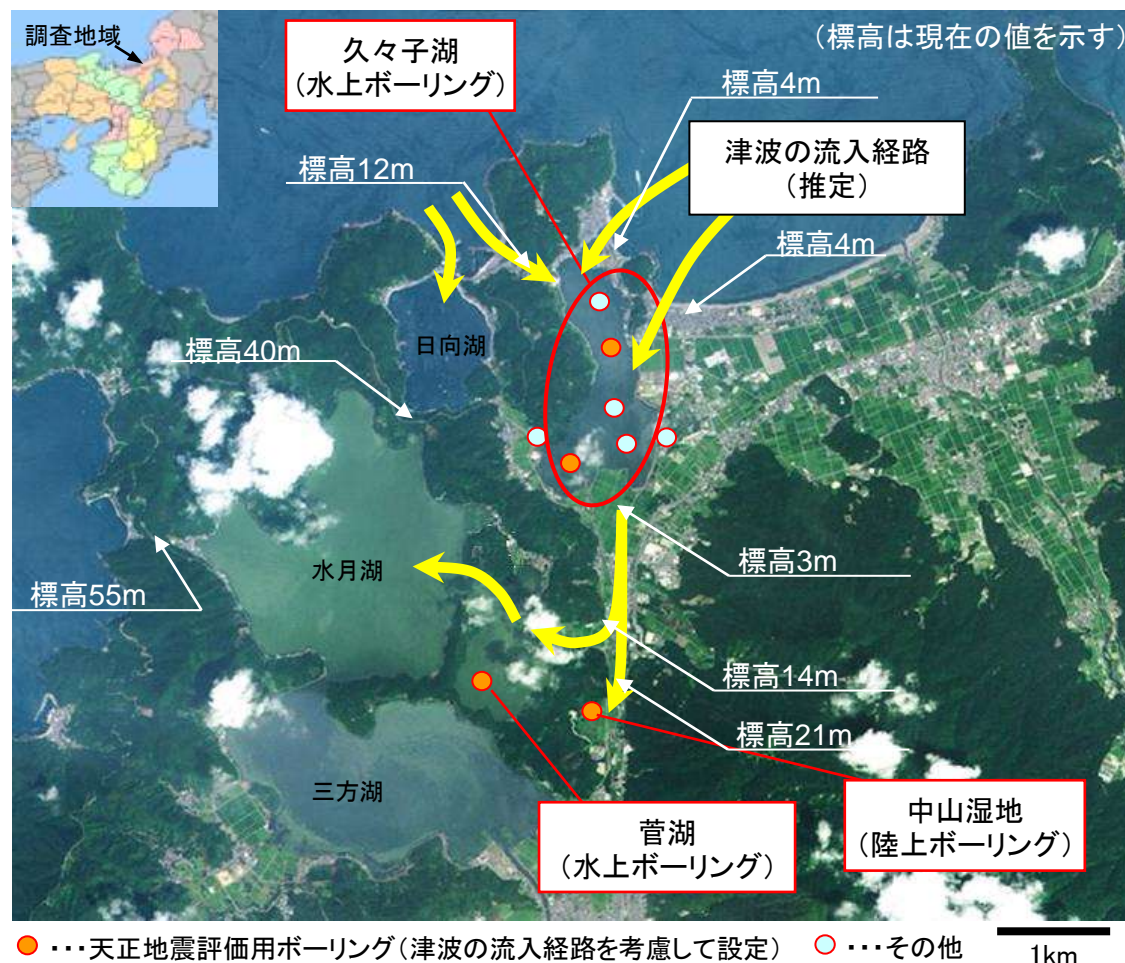 調査地域
(標高は現在の値を示す)
久々子湖
(水上ボーリング)
標高4m
津波の流入経路
(推定)
標高12m
標高4m
日向湖
標高40m
標高3m
水月湖
標高55m
標高14m
標高21m
三方湖
菅湖
(水上ボーリング)
中山湿地
(陸上ボーリング)
・・・天正地震評価用ボーリング(津波の流入経路を考慮して設定)
・・・その他
1km